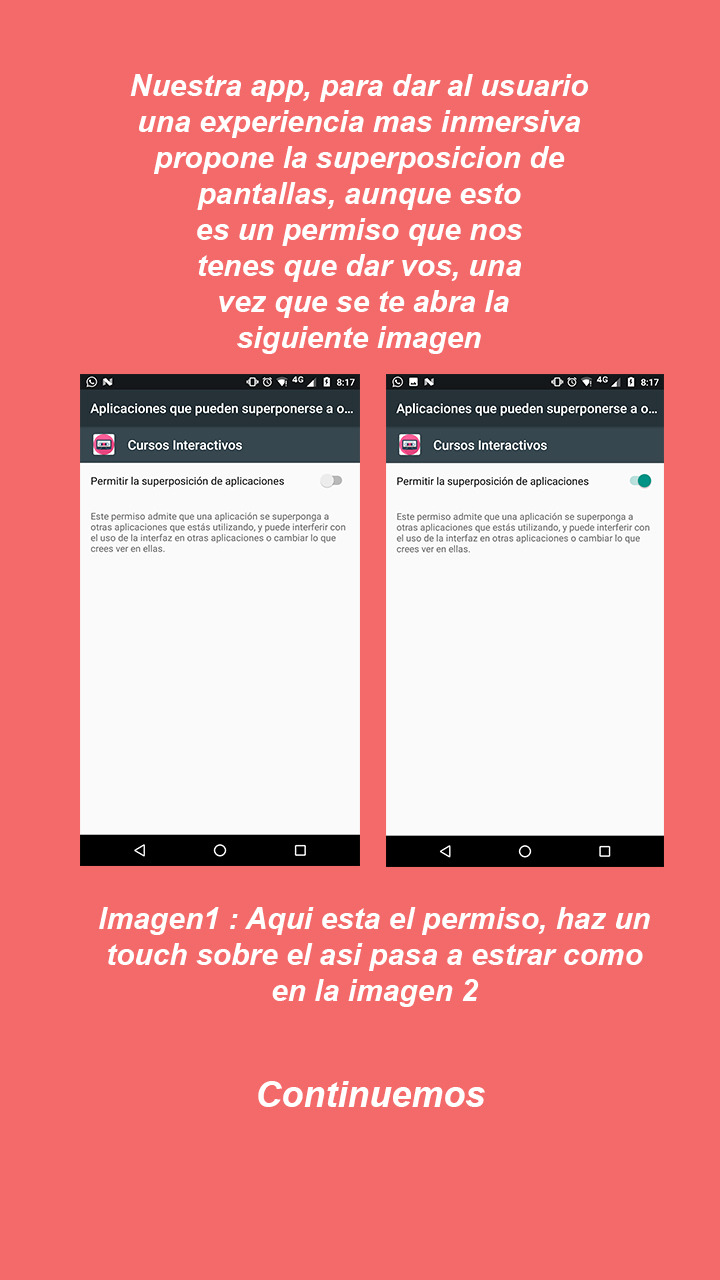 Nuestra app, para dar al usuario
una experiencia mas inmersiva
propone la superposicion de
pantallas, aunque esto
es un permiso que nos
tenes que dar vos, una
vez que se te abra la
siguiente imagen
4G 8:17
Aplicaciones que pueden superponerse a o...
Cursos Interactivos
Permitir la superposición de aplicaciones
Este permiso admite que una aplicación se superponga a
otras aplicaciones que estás utilizando, y puede interferir con
el uso de la interfaz en otras aplicaciones o cambiar lo que
crees ver en ellas.
4G 8:17
Aplicaciones que pueden superponerse a o...
Cursos Interactivos
Permitir la superposición de aplicaciones
Este permiso admite que una aplicación se superponga a
otras aplicaciones que estás utilizando, y puede interferir con
el uso de la interfaz en otras aplicaciones o cambiar lo que
crees ver en ellas.
Imagen1 : Aqui esta el permiso, haz un
touch sobre el asi pasa a estrar como
en la imagen 2
Continuemos